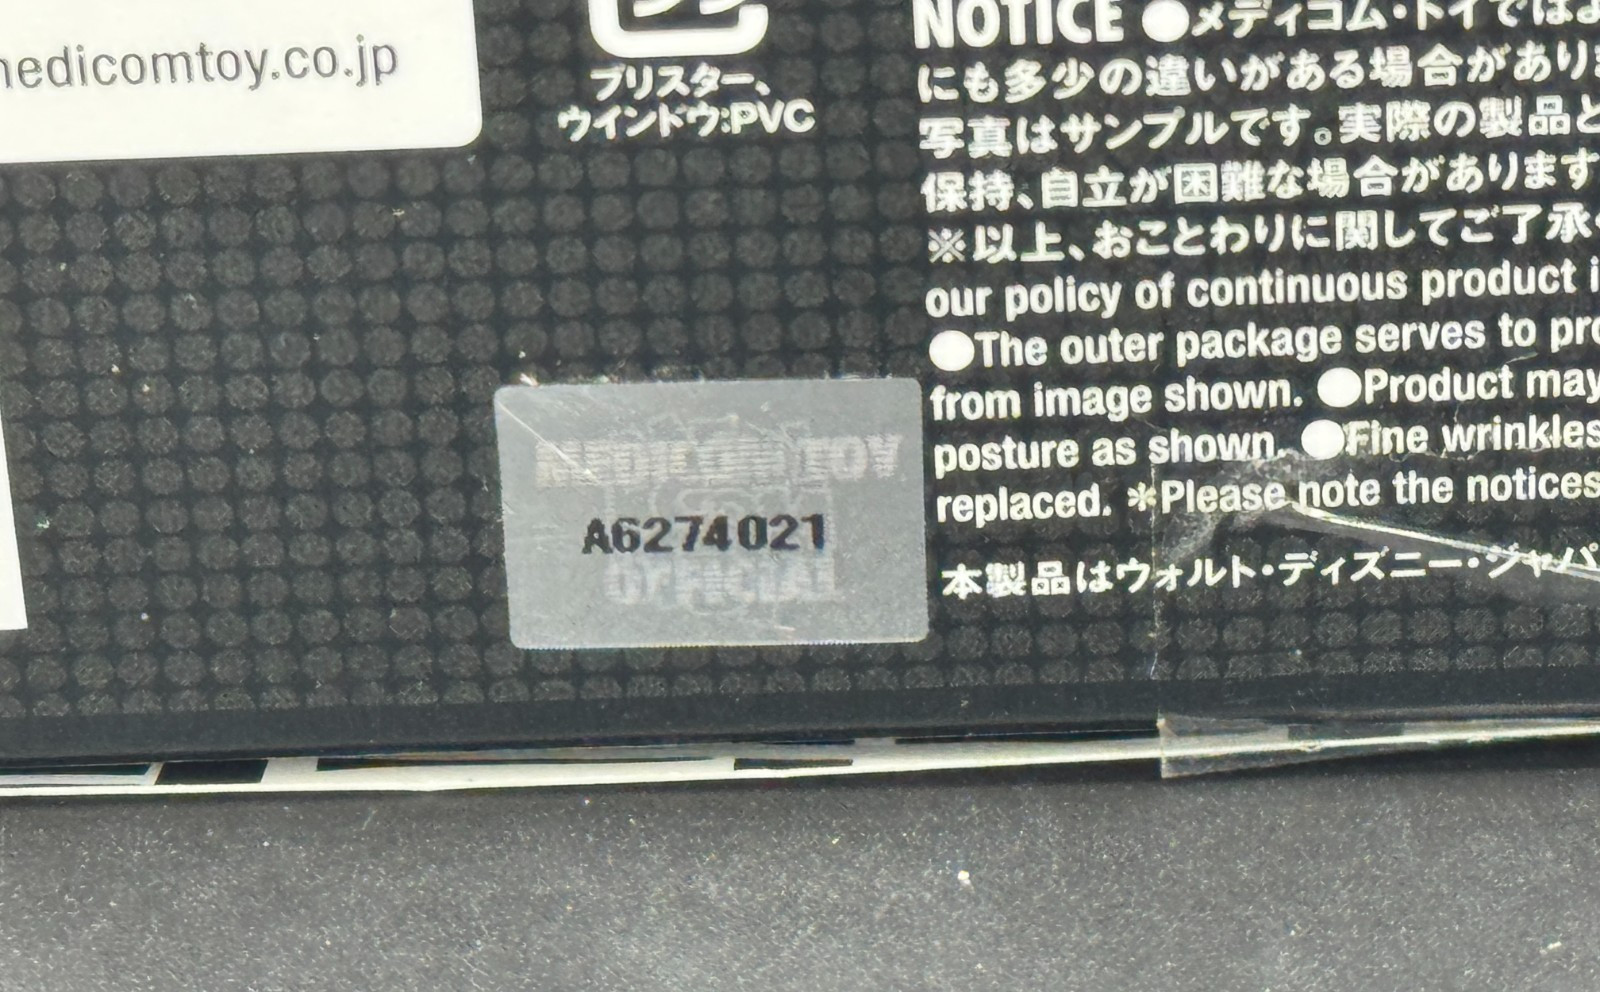 nedicomtoy.co.jp
ブリスター、
ウインドウ:PVC
NOTICE ●メディコム・トイでは
にも多少の違いがある場合があり
写真はサンプルです。実際の製品と
保持、自立が困難な場合があります
※以上、おことわりに関してご了承
our policy of continuous product
●The outer package serves to pro
from image shown. ●Product may
posture as shown. ●Fine wrinkles
replaced. ＊Please note the notices
本製品はウォルト・ディズニー・ジャパ
MEDICOM TOY
A6274021
OFFICIAL